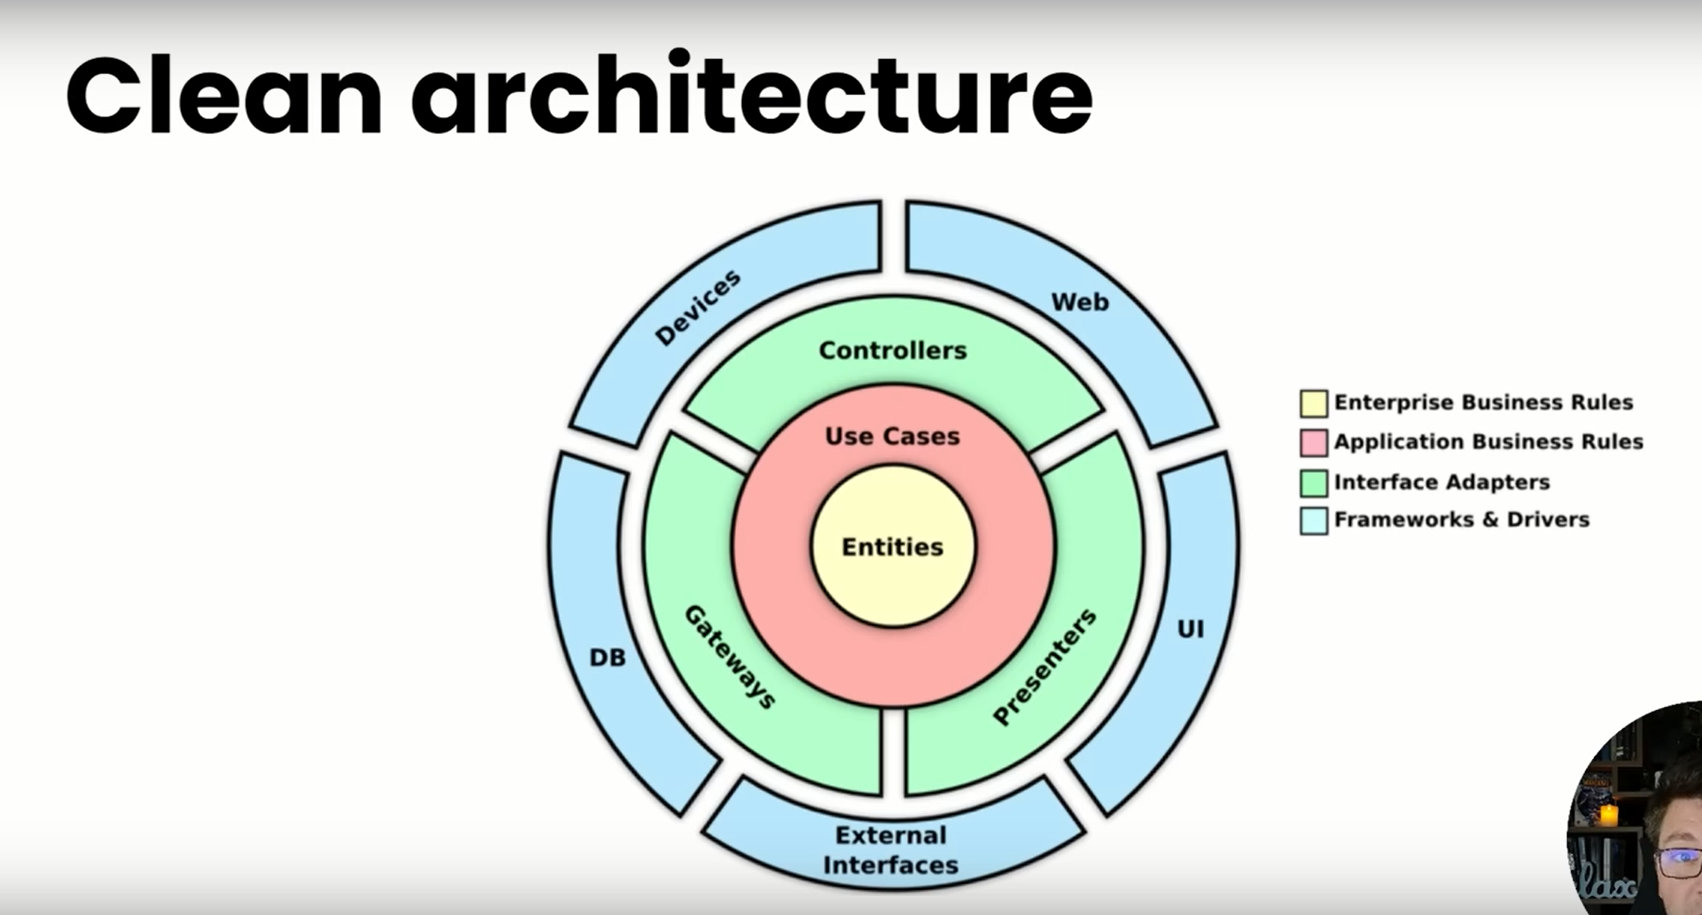 Clean architecture
Devices
Web
Controllers
Use Cases
Entities
Gateways
Presenters
DB
UI
External
Interfaces
Enterprise Business Rules
Application Business Rules
Interface Adapters
Frameworks & Drivers